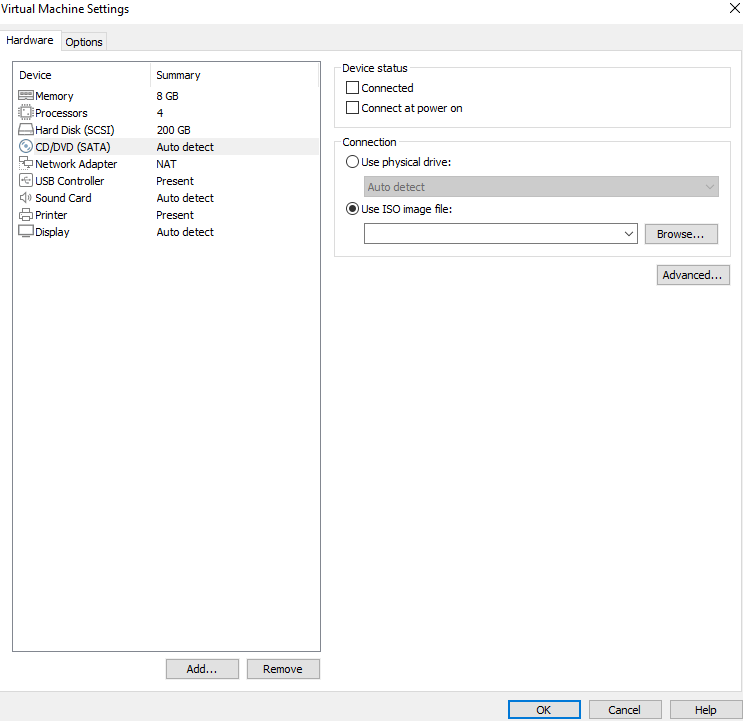 Virtual Machine Settings
Hardware Options
Device Summary
Memory 8 GB
Processors 4
Hard Disk (SCSI) 200 GB
CD/DVD (SATA) Auto detect
Network Adapter NAT
USB Controller Present
Sound Card Auto detect
Printer Present
Display Auto detect
Add... Remove
Device status
Connected
Connect at power on
Connection
Use physical drive:
Auto detect
Use ISO image file:
Browse...
Advanced...
OK Cancel Help